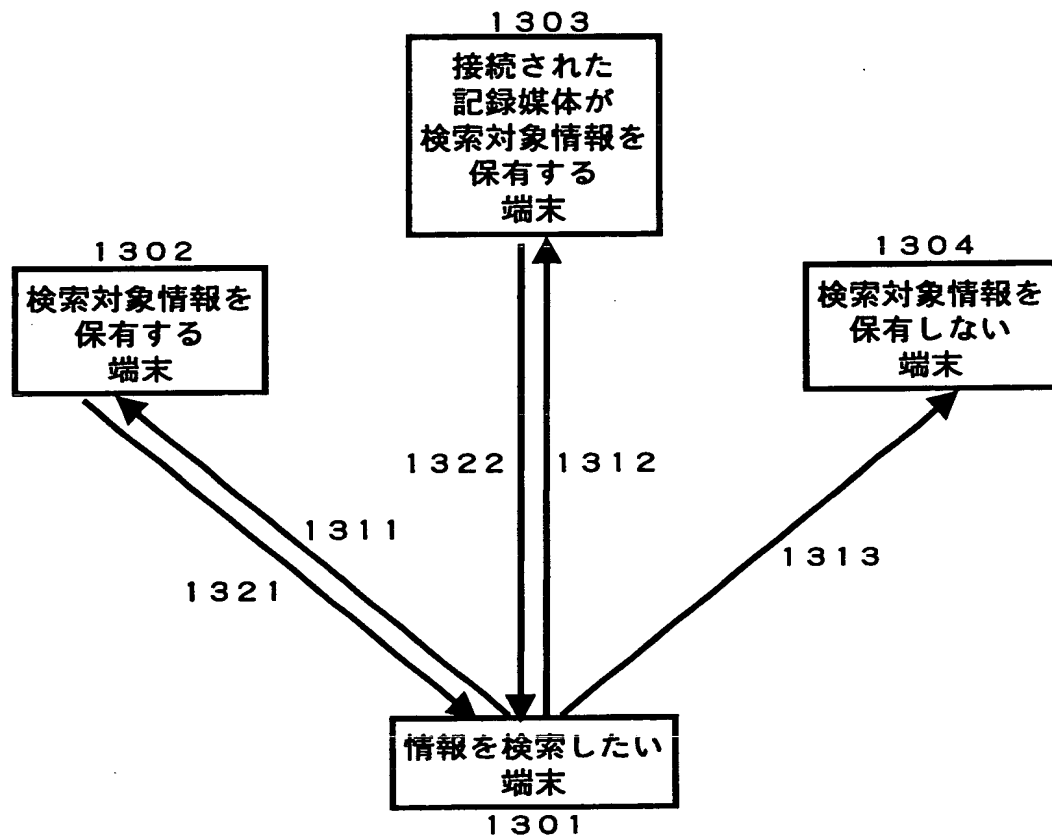 1303
接続された
記録媒体が
検索対象情報を
保有する
端末
1302
検索対象情報を
保有する
端末
1304
検索対象情報を
保有しない
端末
1322
1312
1311
1321
1313
情報を検索したい
端末
1301